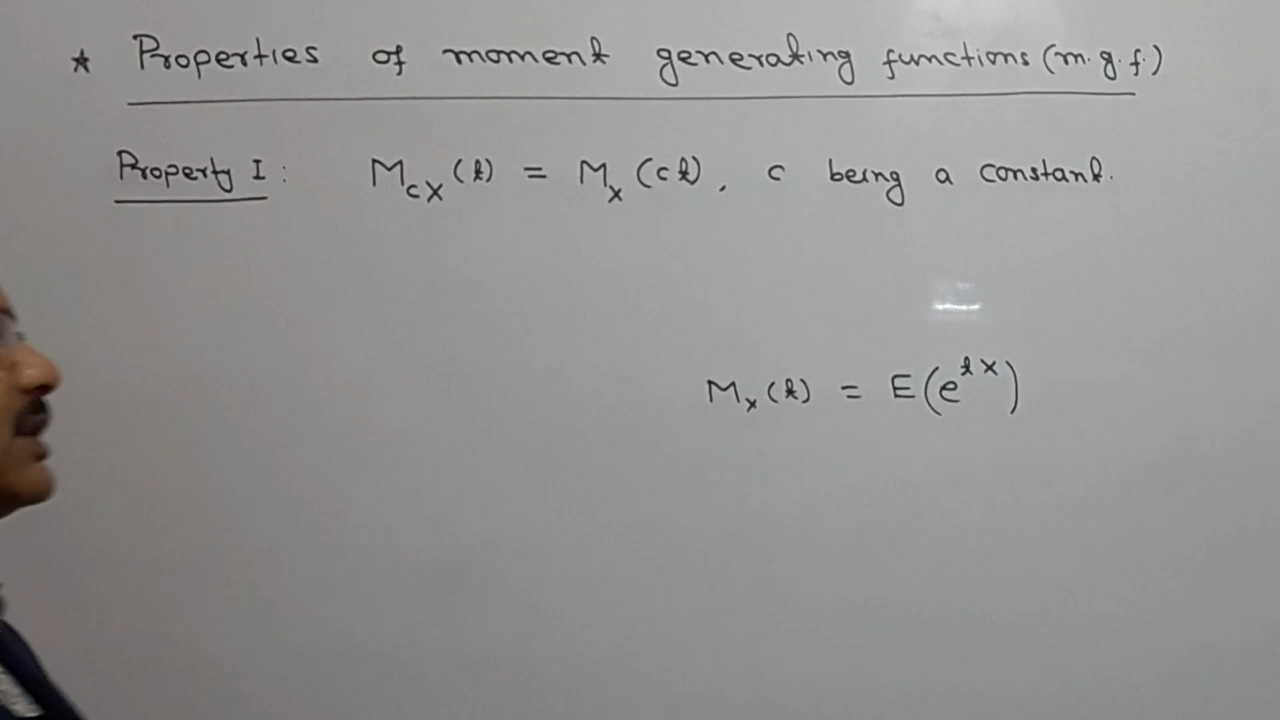 * Properties of moment generating functions (m.g.f.)
Property I : M_cX (t) = M_X (ct), c being a constant.
M_X (t) = E(e^tX)